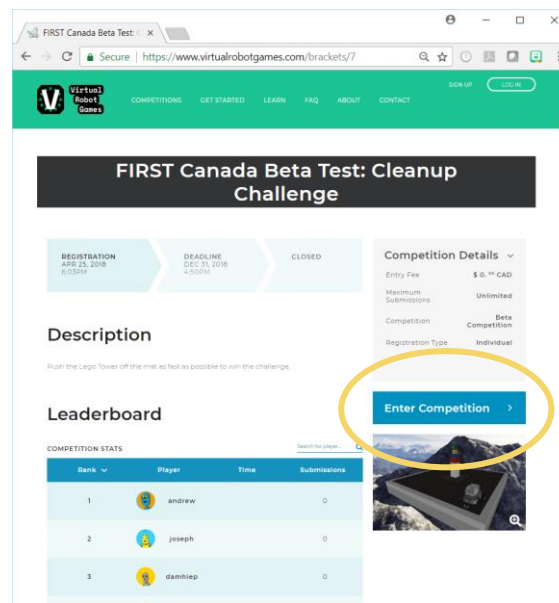 FIRST Canada Beta Test: C
Secure | https://www.virtualrobotgames.com/brackets/7
SIGN UP LOG IN
Virtual
Robot
Games
COMPETITIONS GET STARTED LEARN FAQ ABOUT CONTACT
FIRST Canada Beta Test: Cleanup
Challenge
REGISTRATION
APR 25, 2018
6:03PM
DEADLINE
DEC 31, 2018
4:50PM
CLOSED
Competition Details
Entry Fee $ 0. ⁰⁰ CAD
Maximum
Submissions Unlimited
Competition Beta
Competition
Registration Type Individual
Description
Push the Lego Tower off the mat as fast as possible to win the challenge.
Enter Competition
Leaderboard
COMPETITION STATS Search for player...
Rank Player Time Submissions
1 andrew 0
2 joseph 0
3 damhiep 0